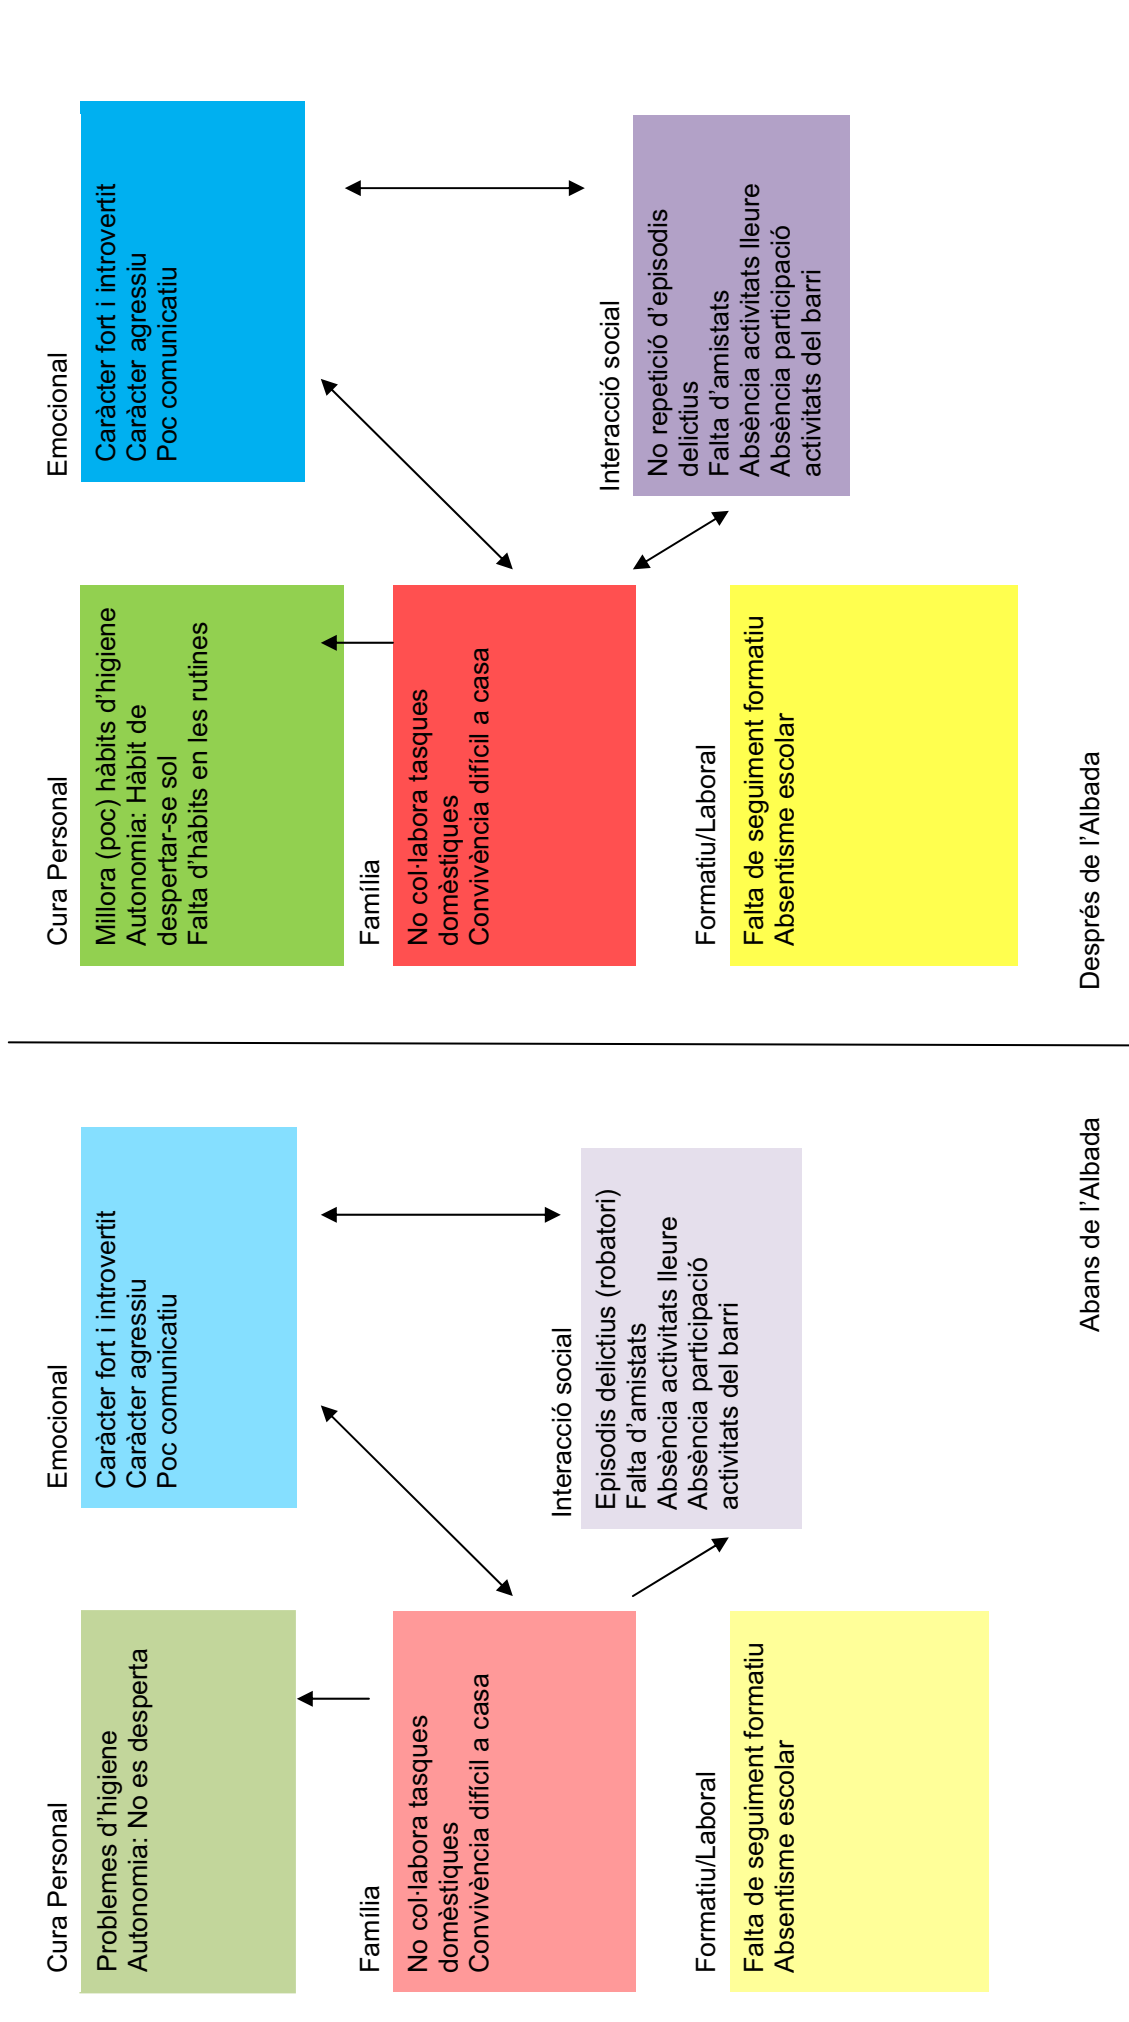 Cura Personal
Problemes d’higiene
Autonomia: No es desperta
Família
No col·labora tasques
domèstiques
Convivència difícil a casa
Formatiu/Laboral
Falta de seguiment formatiu
Absentisme escolar
Emocional
Caràcter fort i introvertit
Caràcter agressiu
Poc comunicatiu
Interacció social
Episodis delictius (robatori)
Falta d’amistats
Absència activitats lleure
Absència participació
activitats del barri
Abans de l’Albada
Cura Personal
Millora (poc) hàbits d’higiene
Autonomia: Hàbit de
despertar-se sol
Falta d’hàbits en les rutines
Família
No col·labora tasques
domèstiques
Convivència difícil a casa
Formatiu/Laboral
Falta de seguiment formatiu
Absentisme escolar
Emocional
Caràcter fort i introvertit
Caràcter agressiu
Poc comunicatiu
Interacció social
No repetició d’episodis
delictius
Falta d’amistats
Absència activitats lleure
Absència participació
activitats del barri
Després de l’Albada